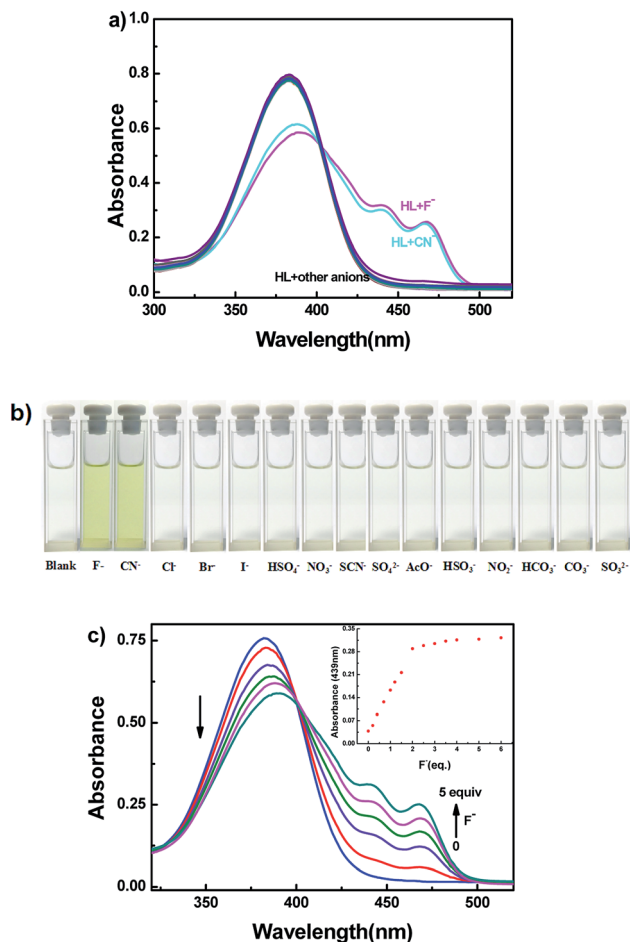 a)
1.0
0.8
0.6
0.4
0.2
0.0
Absorbance
HL+F⁻
HL+CN⁻
HL+other anions
300 350 400 450 500
Wavelength(nm)
b)
Blank F- CN⁻ Cl⁻ Br⁻ I⁻ HSO₄⁻ NO₃⁻ SCN⁻ SO₄²⁻ AcO⁻ HSO₃⁻ NO₂⁻ HCO₃⁻ CO₃⁻ SO₃²⁻
c)
0.75
0.50
0.25
0.00
Absorbance
0.35
0.28
0.21
0.14
0.07
0.00
Absorbance (439nm)
0 1 2 3 4 5 6
F⁻(eq.)
5 equiv
F⁻
0
350 400 450 500
Wavelength(nm)